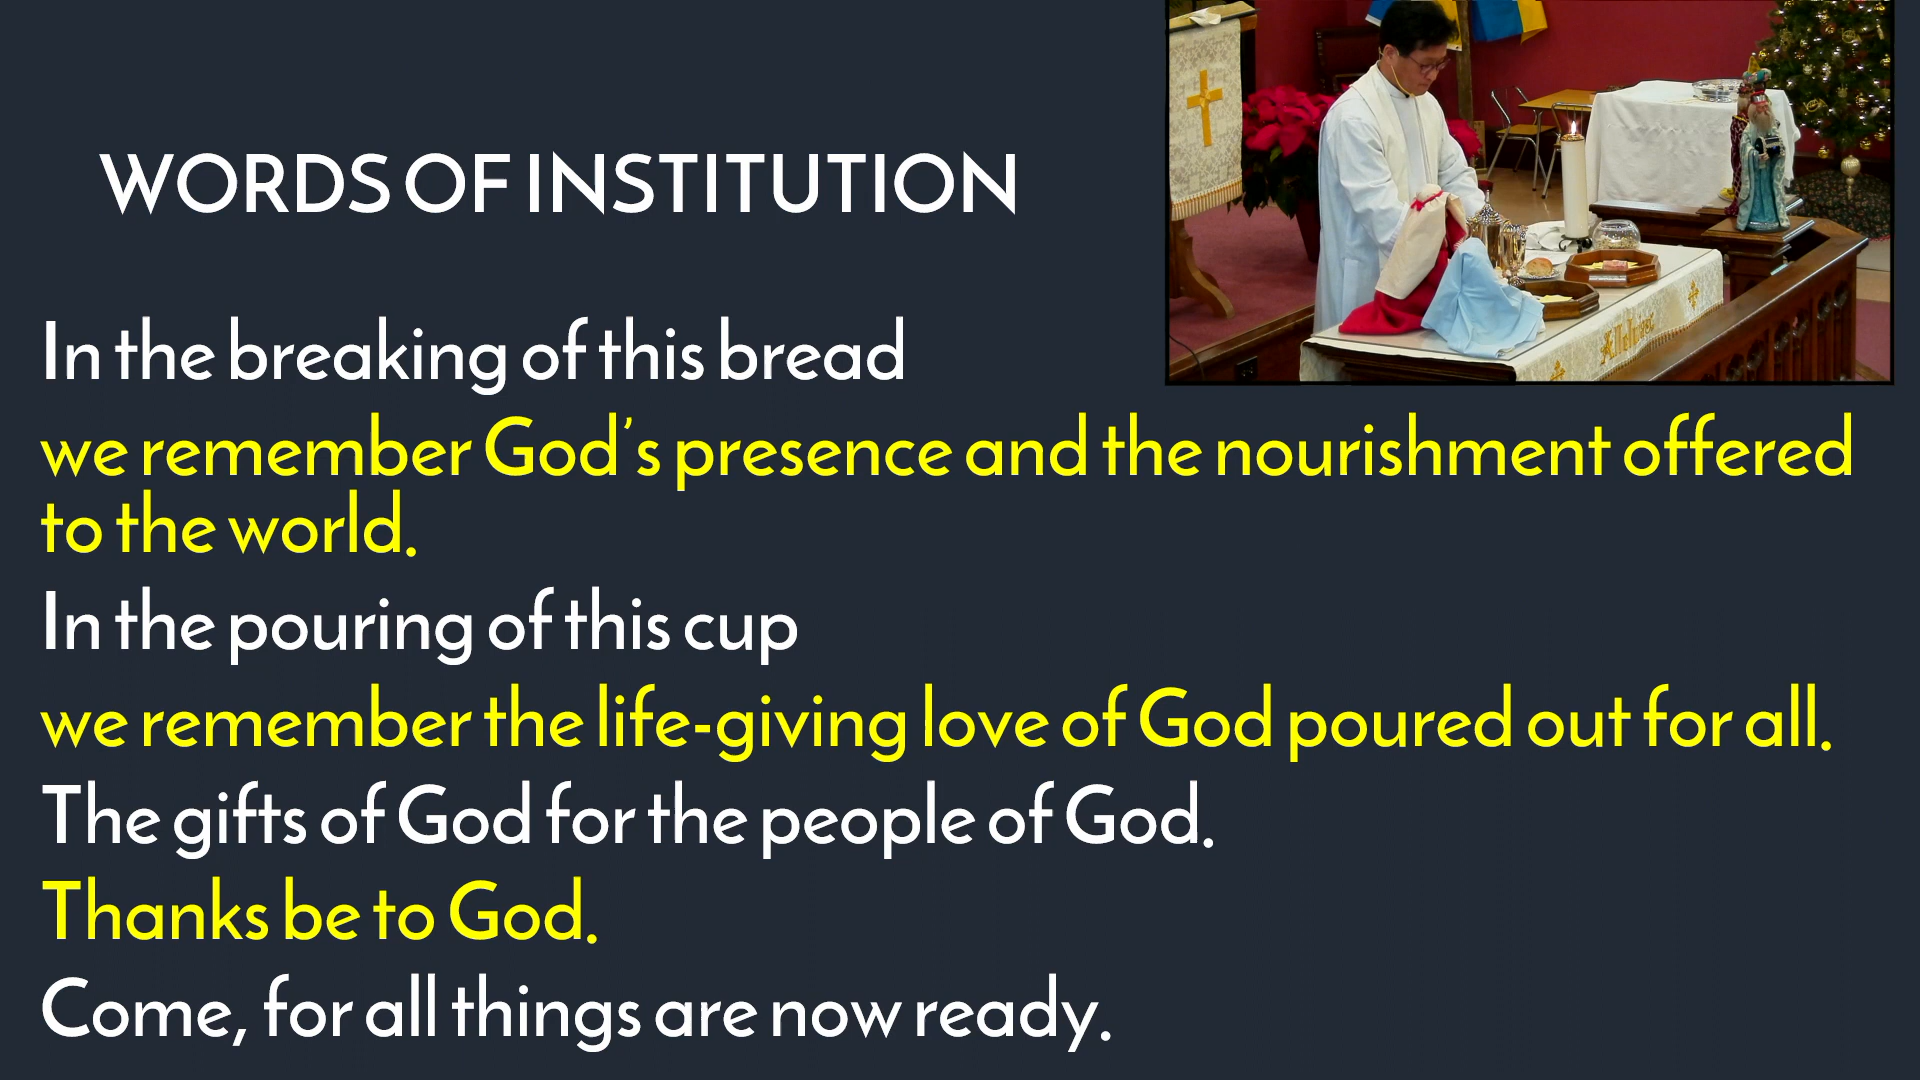 WORDS OF INSTITUTION
In the breaking of this bread
we remember God’s presence and the nourishment offered
to the world.
In the pouring of this cup
we remember the life-giving love of God poured out for all.
The gifts of God for the people of God.
Thanks be to God.
Come, for all things are now ready.